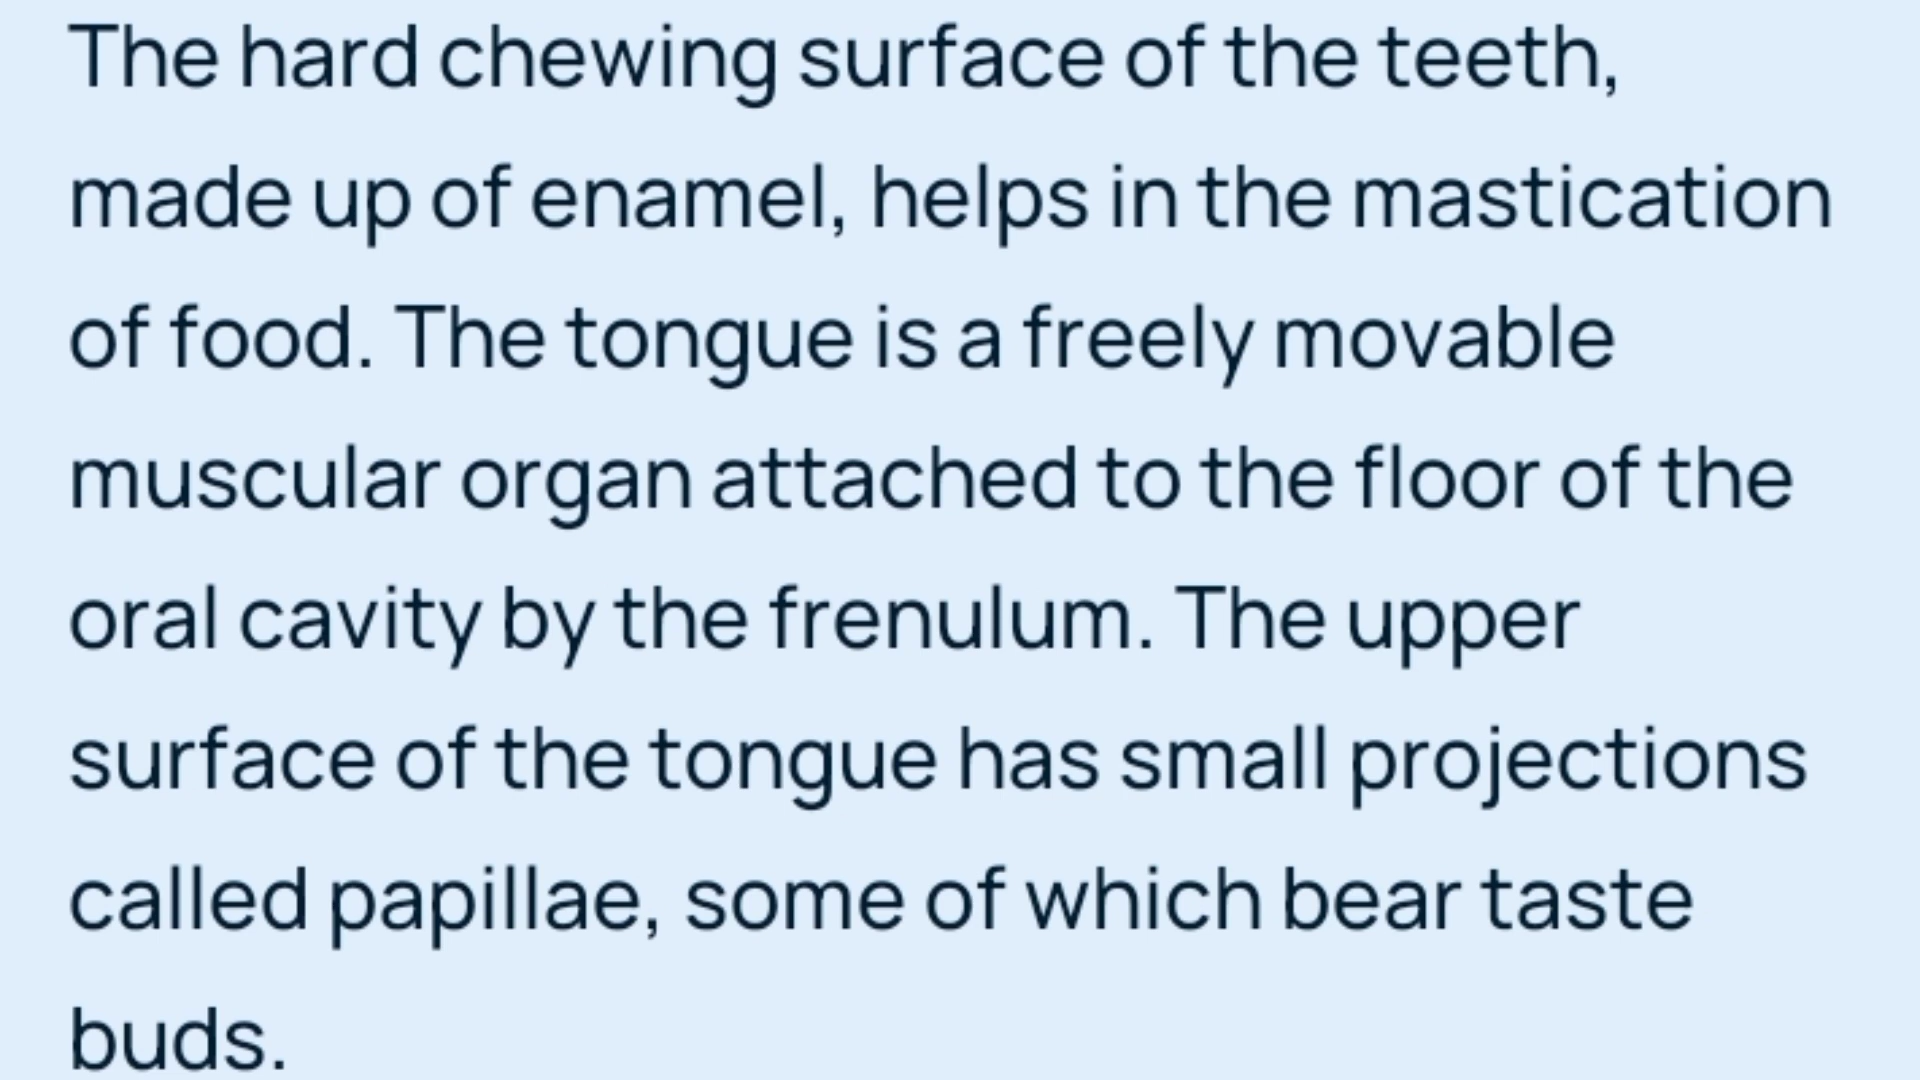 The hard chewing surface of the teeth,
made up of enamel, helps in the mastication
of food. The tongue is a freely movable
muscular organ attached to the floor of the
oral cavity by the frenulum. The upper
surface of the tongue has small projections
called papillae, some of which bear taste
buds.